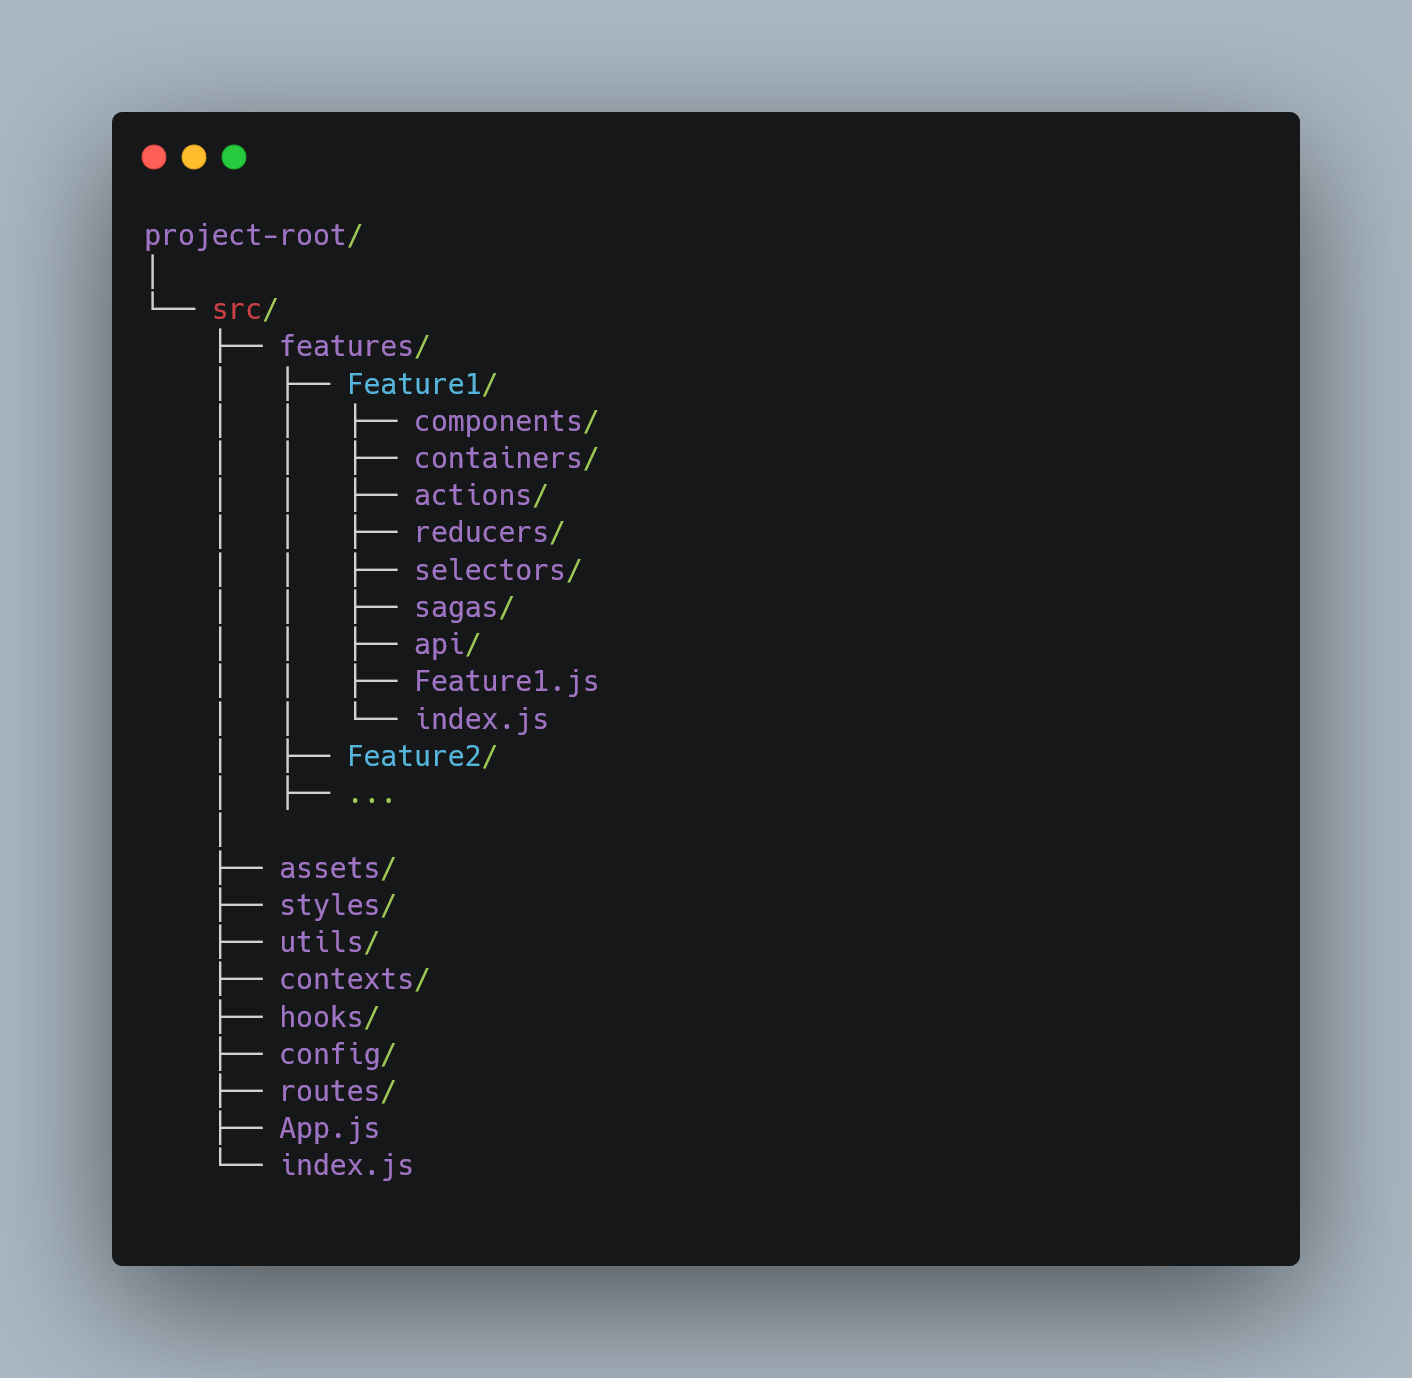 project-root/
│
└── src/
    ├── features/
    │   ├── Feature1/
    │   │   ├── components/
    │   │   ├── containers/
    │   │   ├── actions/
    │   │   ├── reducers/
    │   │   ├── selectors/
    │   │   ├── sagas/
    │   │   ├── api/
    │   │   ├── Feature1.js
    │   │   └── index.js
    │   ├── Feature2/
    │   ├── ...
    │
    ├── assets/
    ├── styles/
    ├── utils/
    ├── contexts/
    ├── hooks/
    ├── config/
    ├── routes/
    ├── App.js
    └── index.js